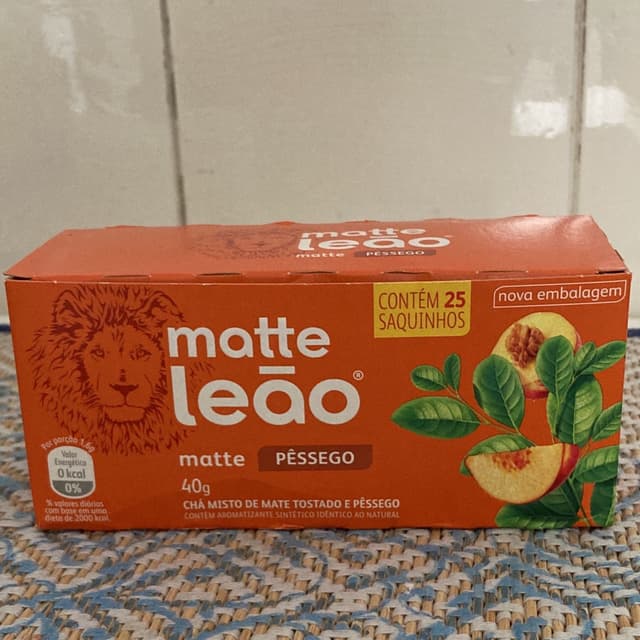 matte
leão
matte PÊSSEGO
CONTÉM 25
SAQUINHOS
nova embalagem
matte
leão®
matte PÊSSEGO
40g
CHÁ MISTO DE MATE TOSTADO E PÊSSEGO
CONTÉM AROMATIZANTE SINTÉTICO IDÊNTICO AO NATURAL
Por porção 1,6g
Valor
Energético
0 kcal
0%
% valores diários
com base em uma
dieta de 2000 kcal